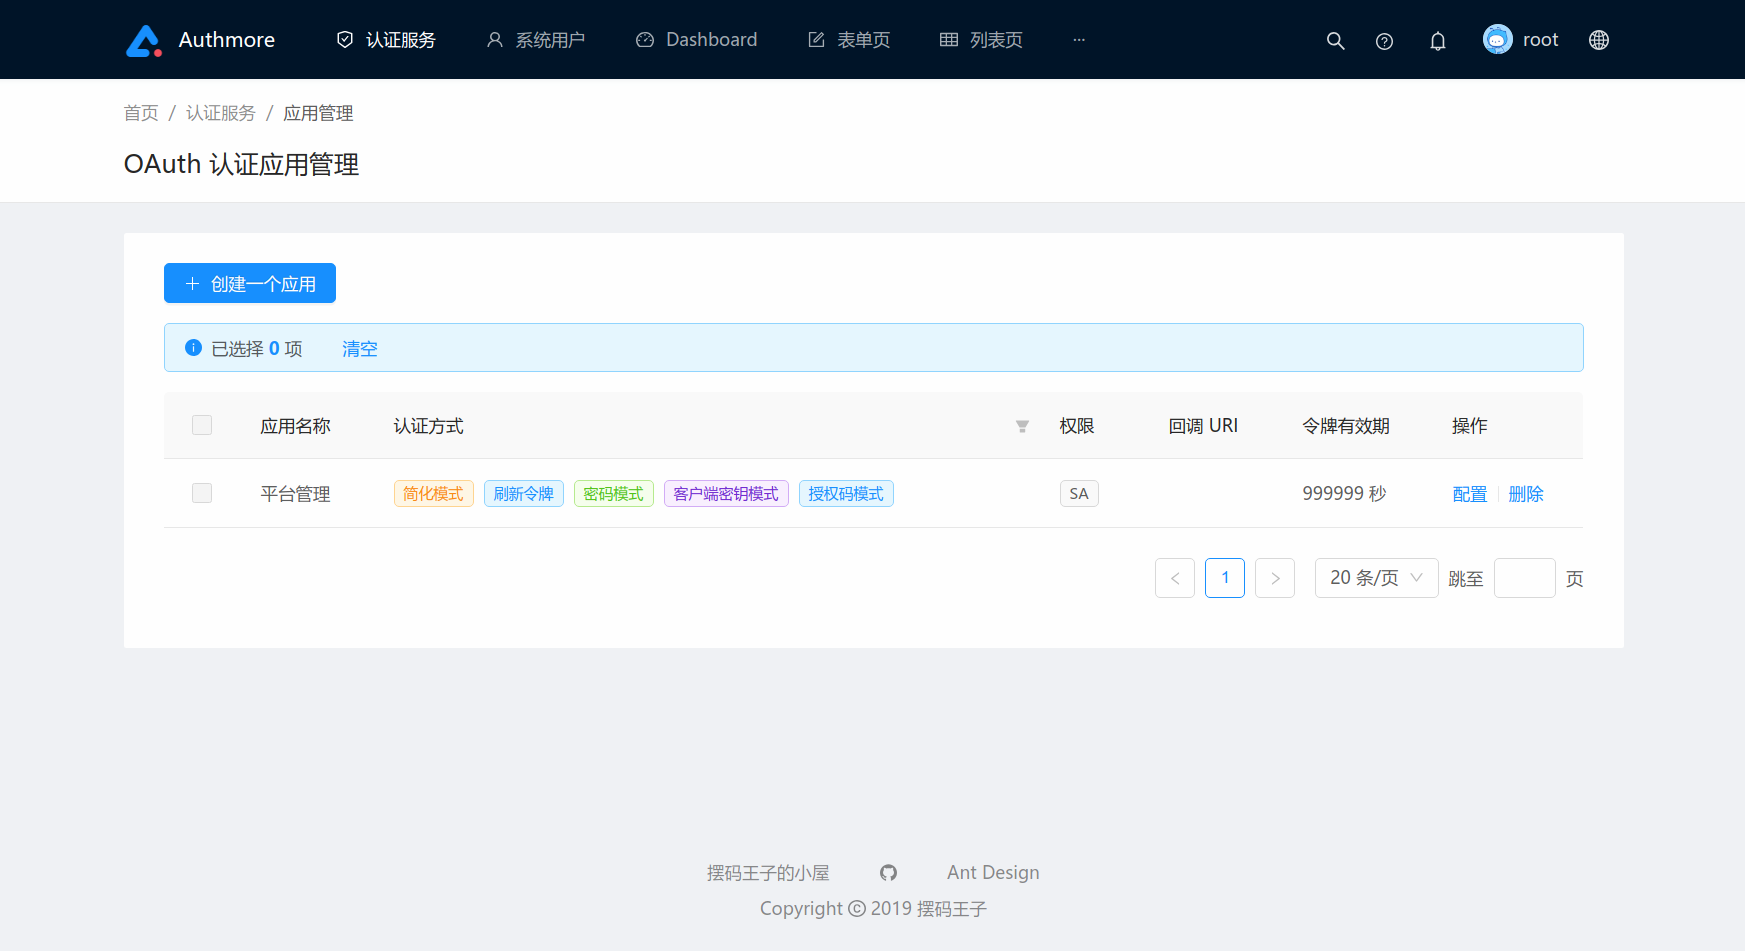 Authmore 认证服务 系统用户 Dashboard 表单页 列表页 ··· root
首页 / 认证服务 / 应用管理
OAuth 认证应用管理
创建一个应用
已选择 0 项 清空
应用名称 认证方式 权限 回调 URI 令牌有效期 操作
平台管理 简化模式 刷新令牌 密码模式 客户端密钥模式 授权码模式 SA 999999 秒 配置 删除
< 1 > 20 条/页 跳至 页
摆码王子的小屋 Ant Design
Copyright © 2019 摆码王子